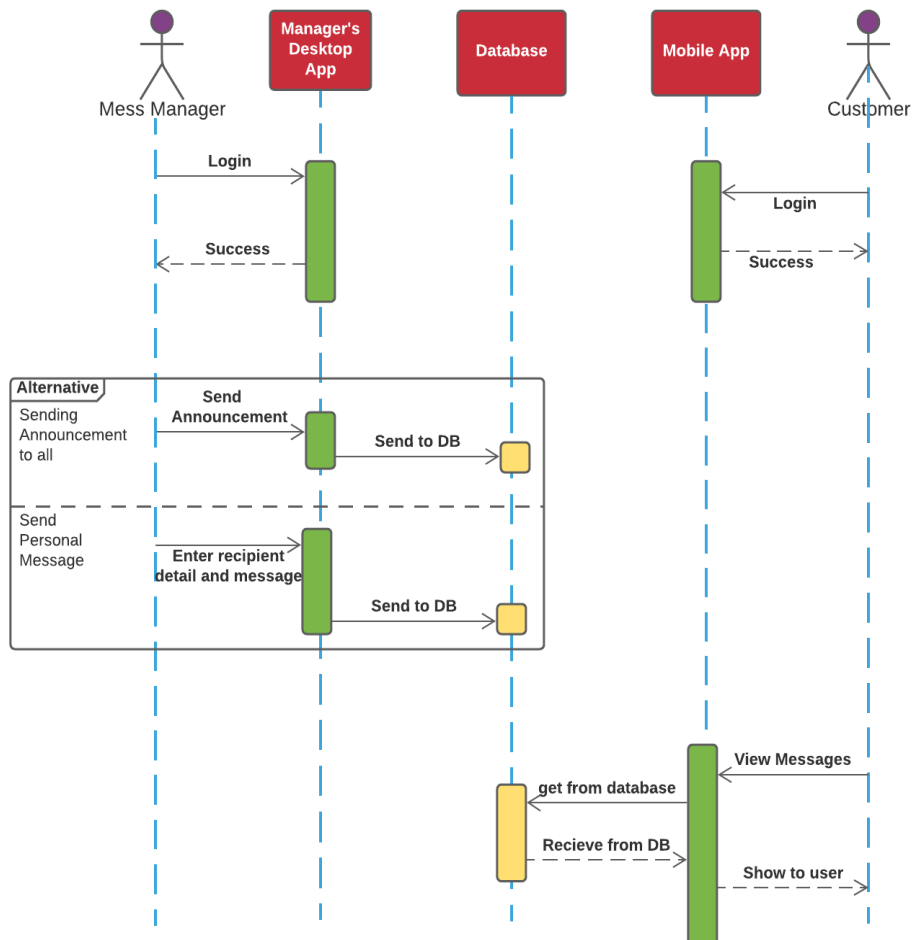 Manager's
Desktop
App
Database
Mobile App
Mess Manager
Customer
Login
Login
Success
Success
Alternative
Sending
Announcement
to all
Send
Announcement
Send to DB
Send
Personal
Message
Enter recipient
detail and message
Send to DB
View Messages
get from database
Recieve from DB
Show to user